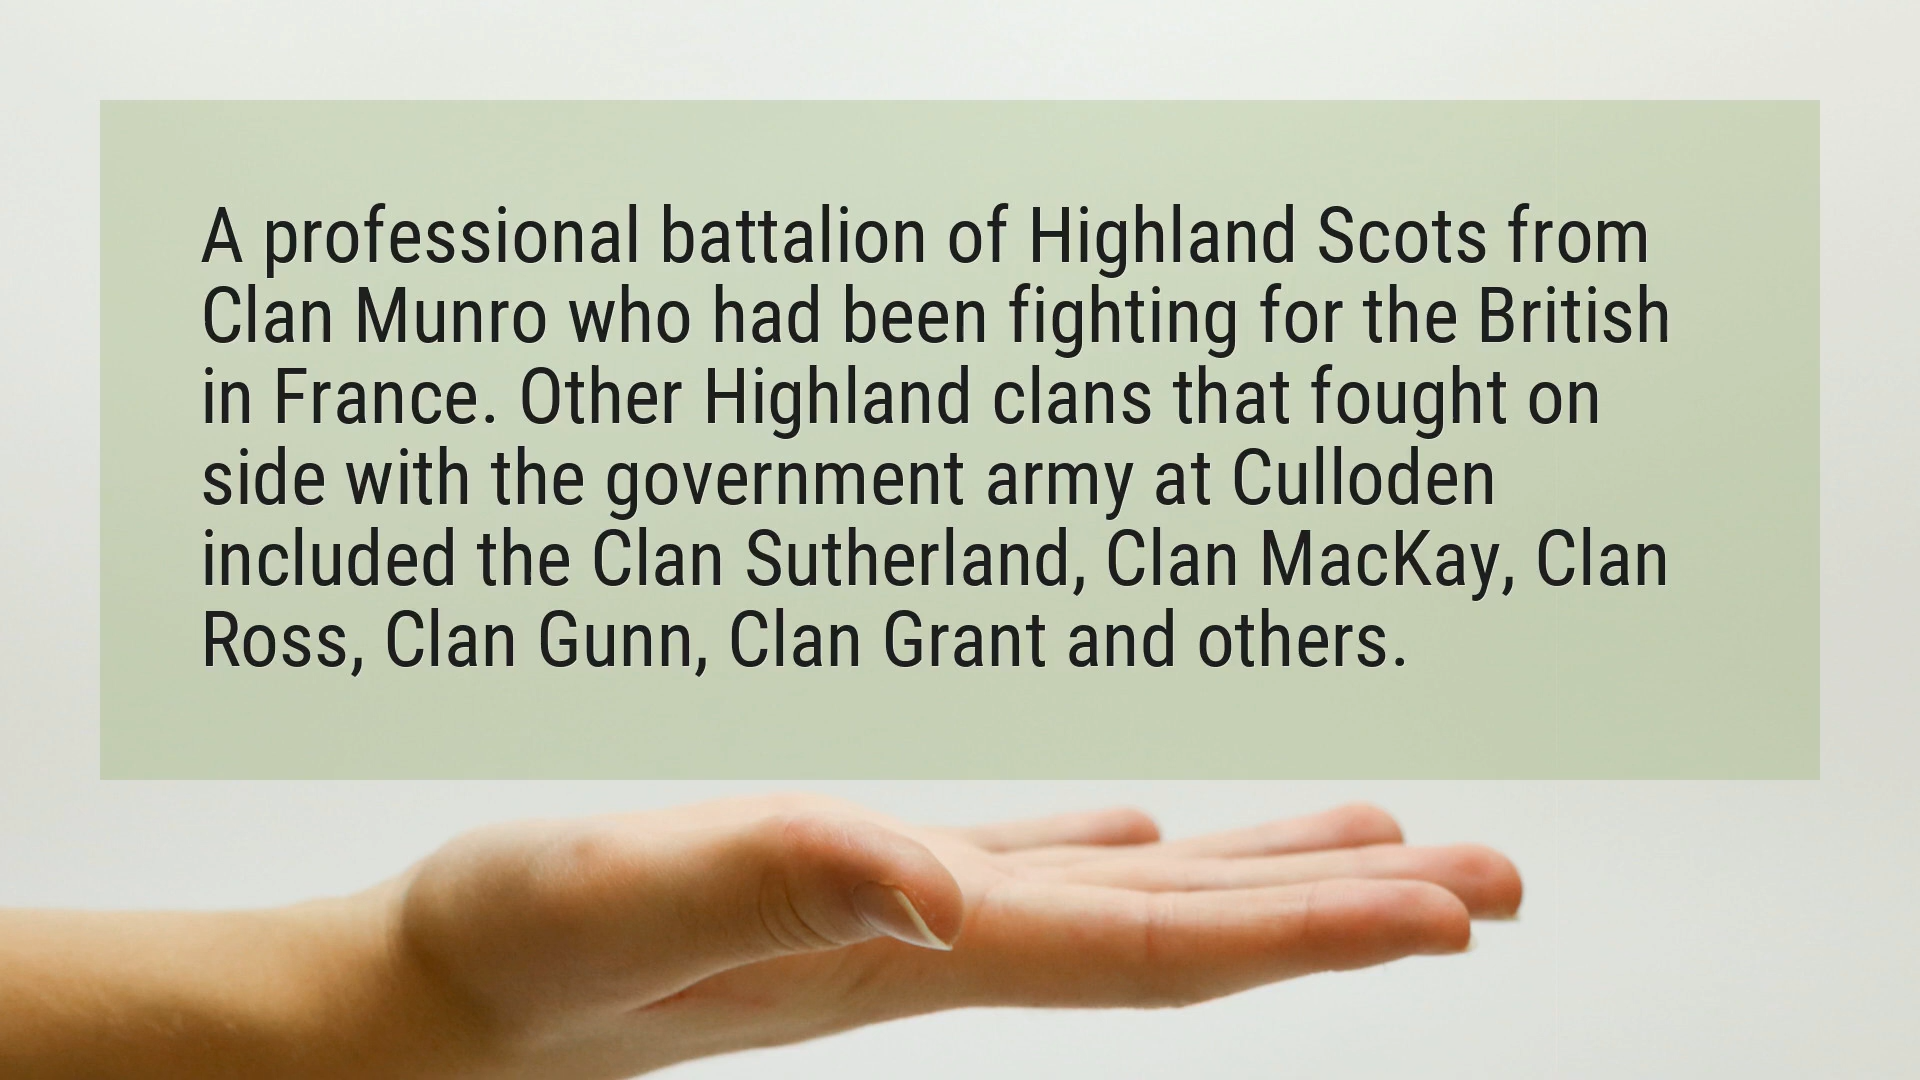 A professional battalion of Highland Scots from
Clan Munro who had been fighting for the British
in France. Other Highland clans that fought on
side with the government army at Culloden
included the Clan Sutherland, Clan MacKay, Clan
Ross, Clan Gunn, Clan Grant and others.